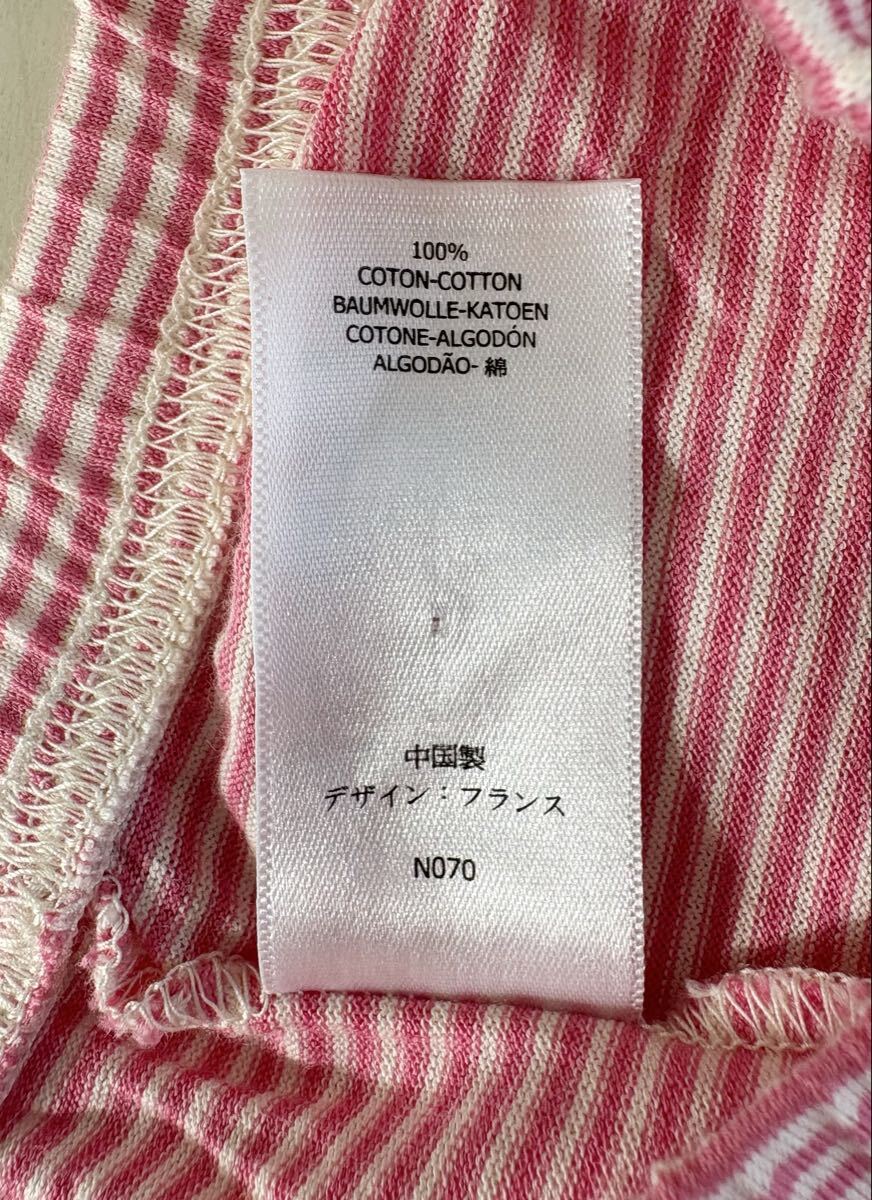 100%
COTON-COTTON
BAUMWOLLE-KATOEN
COTONE-ALGODÓN
ALGODÃO- 綿
中国製
デザイン：フランス
N070